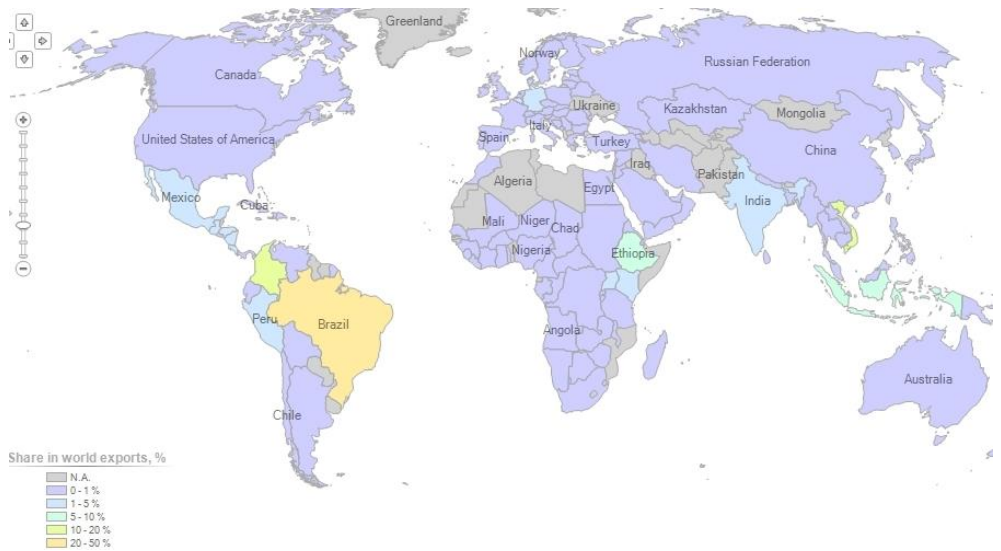 Greenland
Norway
Russian Federation
Canada
Ukraine
Kazakhstan
Mongolia
Italy
Spain
Turkey
United States of America
China
Iraq
Pakistan
Algeria
Egypt
Mexico
India
Cuba
Mali
Niger
Chad
Nigeria
Ethiopia
Peru
Brazil
Angola
Australia
Chile
Share in world exports, %
N.A.
0 - 1 %
1 - 5 %
5 - 10 %
10 - 20 %
20 - 50 %